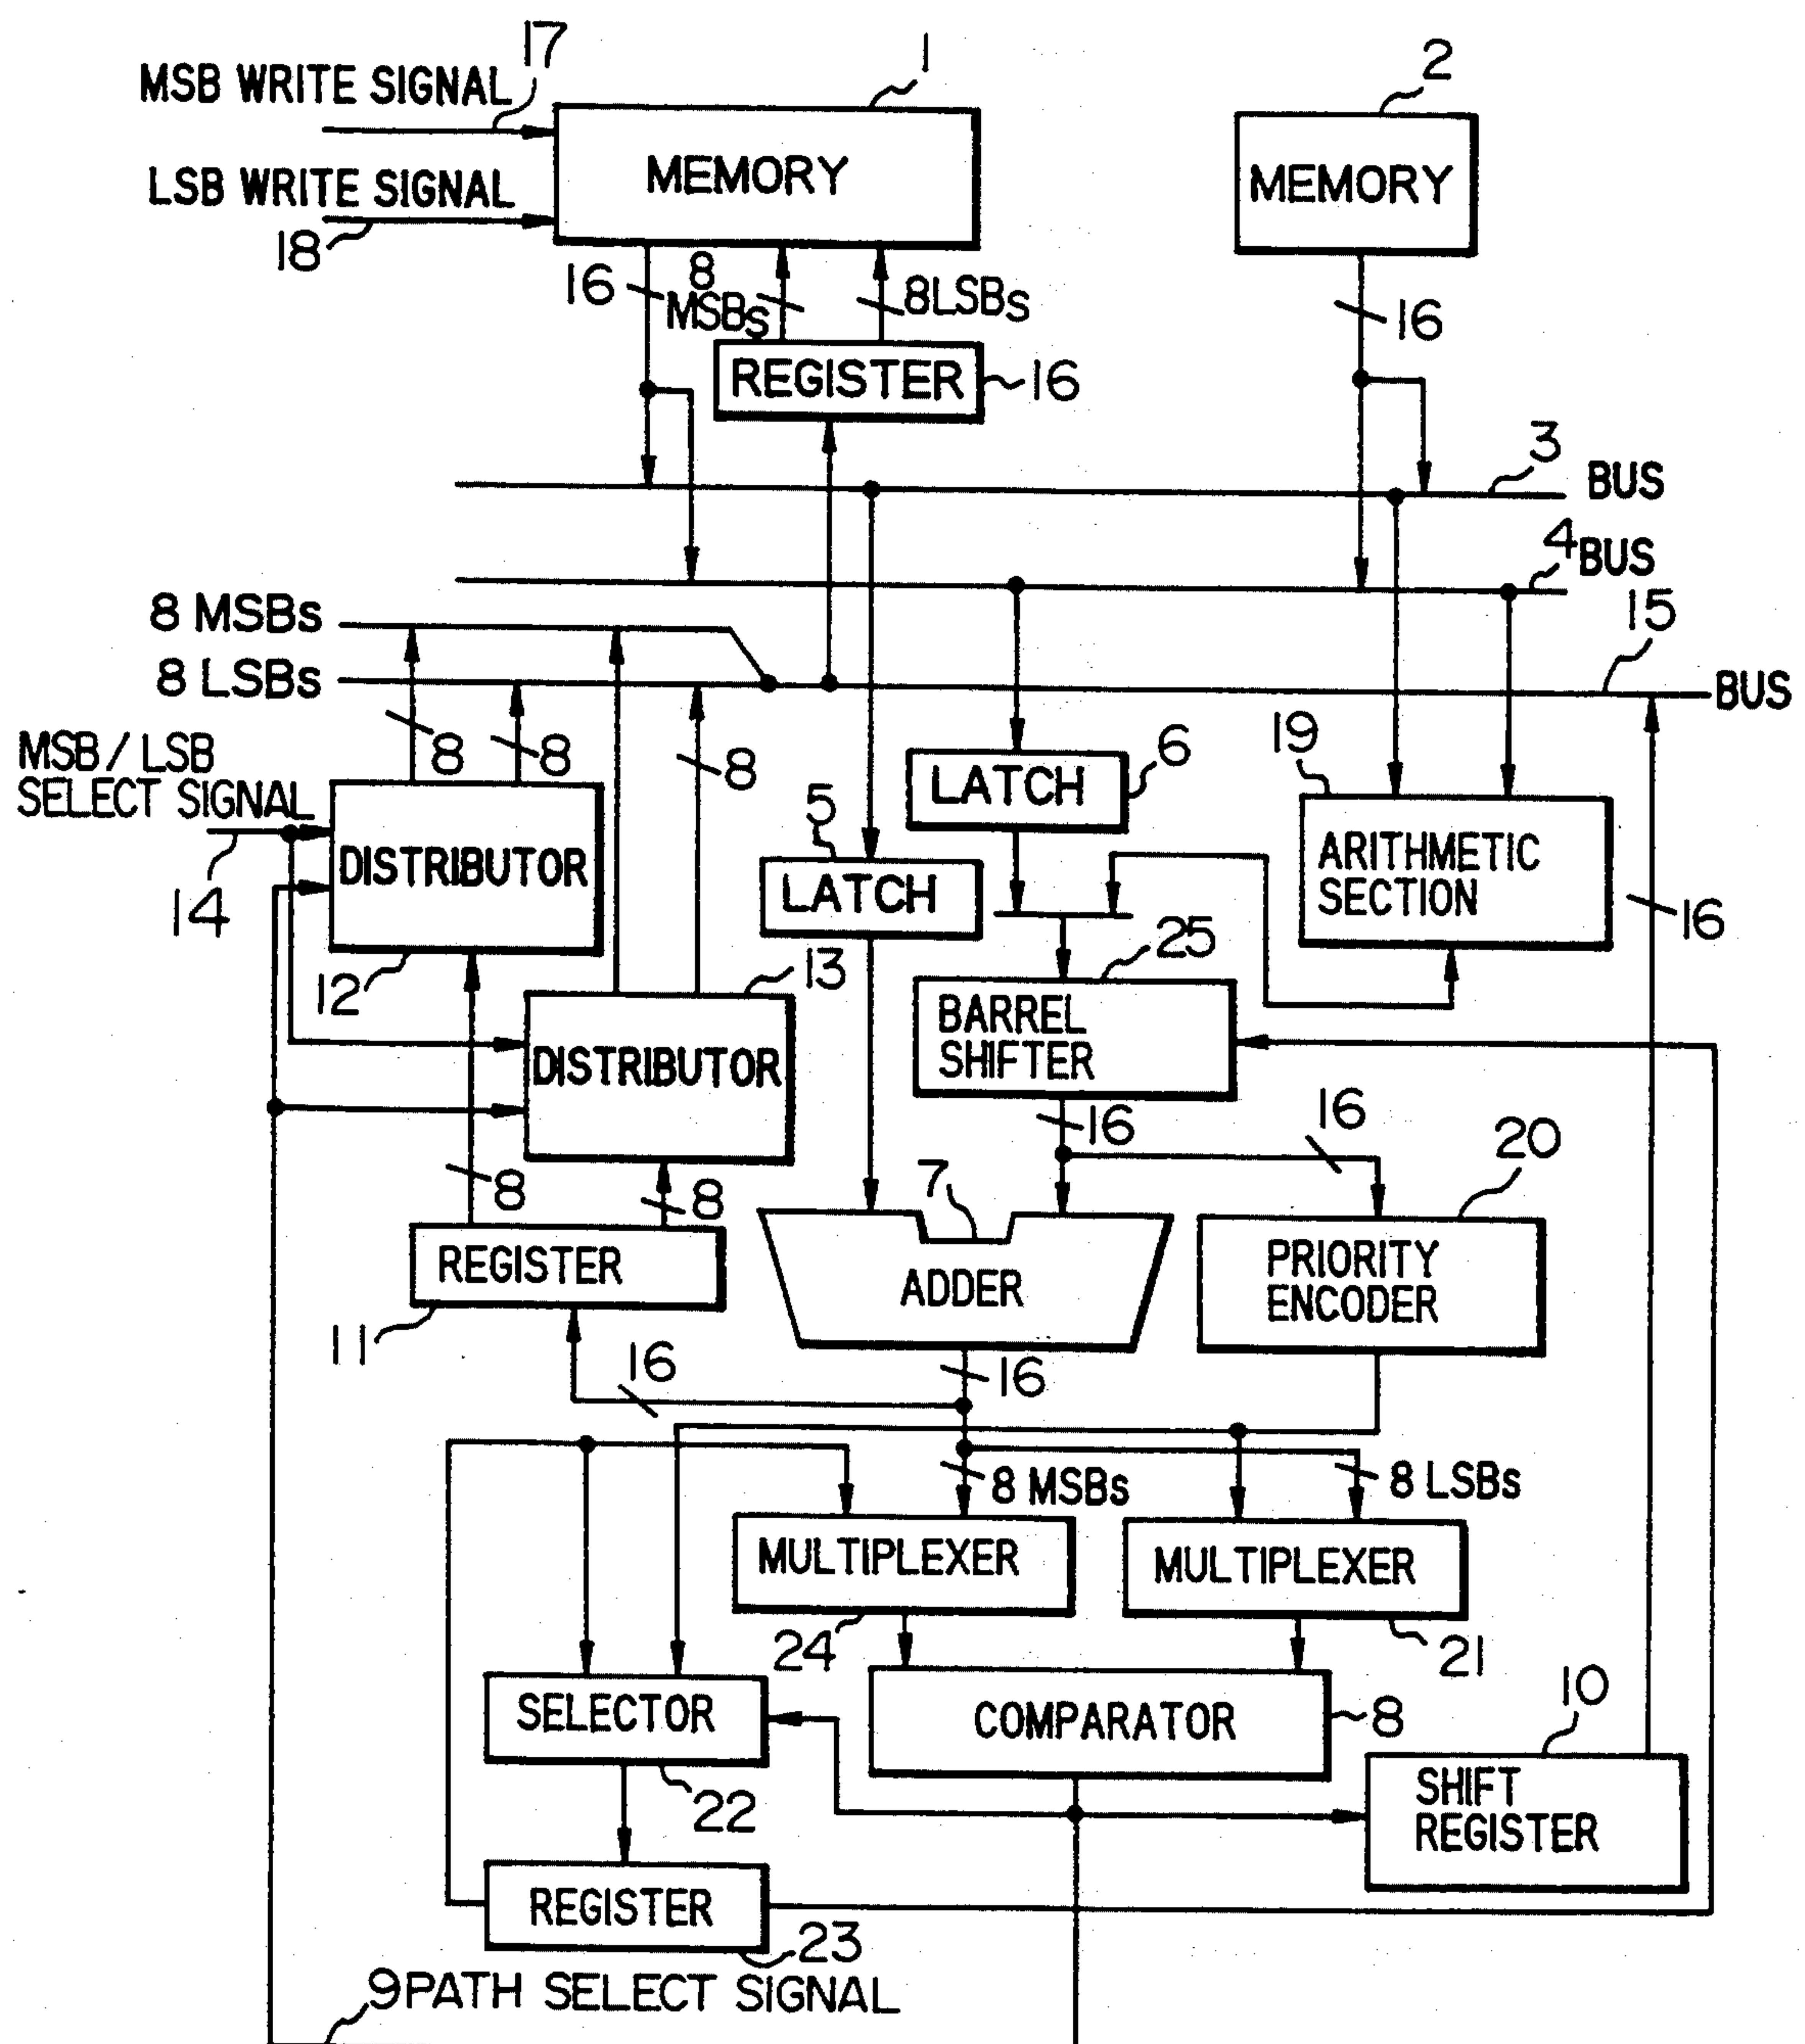 17
1
2
MSB WRITE SIGNAL
MEMORY
MEMORY
LSB WRITE SIGNAL
18
16
8
MSBs
8LSBs
16
REGISTER
16
3
BUS
4
BUS
8 MSBs
15
8 LSBs
BUS
MSB/LSB
SELECT SIGNAL
8
8
8
6
19
LATCH
5
DISTRIBUTOR
ARITHMETIC
SECTION
LATCH
14
16
25
12
13
BARREL
SHIFTER
DISTRIBUTOR
16
16
20
7
8
8
REGISTER
PRIORITY
ENCODER
ADDER
11
16
16
8 MSBs
8 LSBs
MULTIPLEXER
MULTIPLEXER
24
21
10
SELECTOR
COMPARATOR
8
SHIFT
REGISTER
22
REGISTER
23
9 PATH SELECT SIGNAL